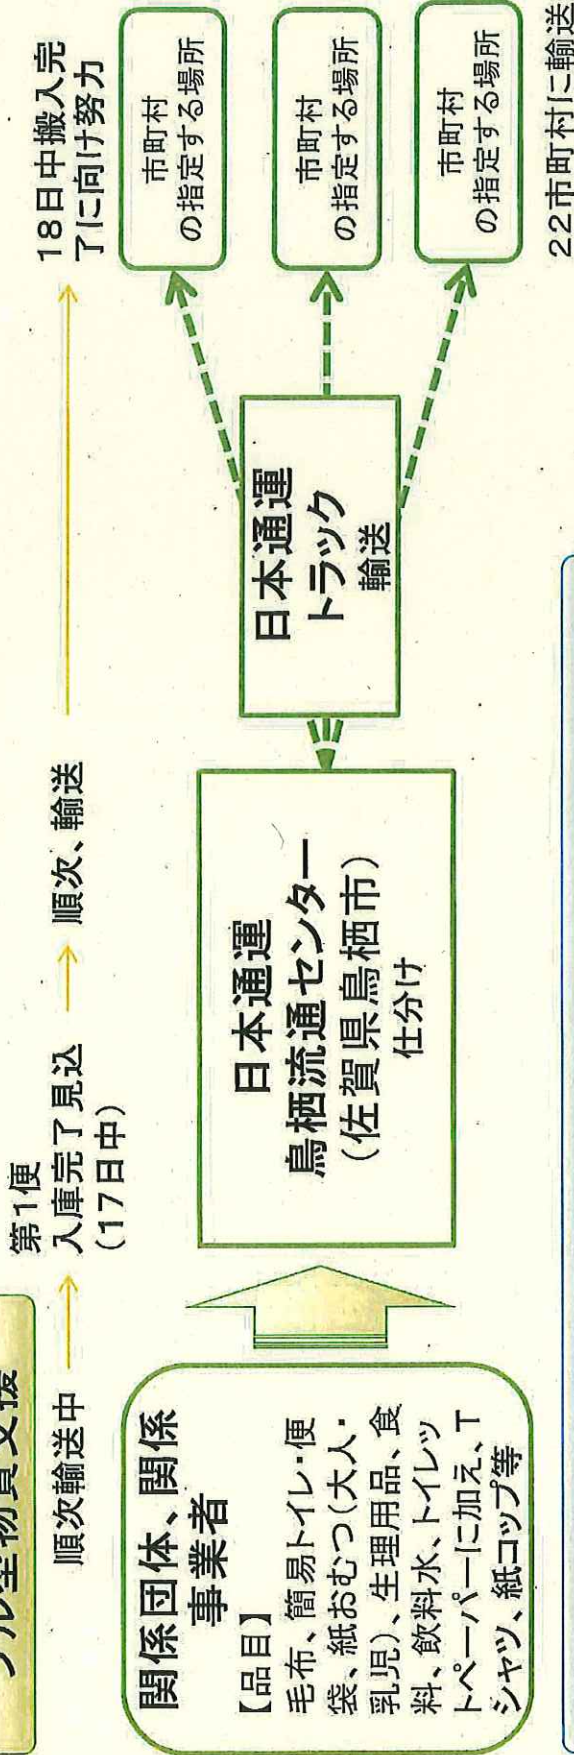 ル型物資支援
順次輸送中
第1便
入庫完了見込
(17日中)
順次、輸送
18日中搬入完
了に向け努力
関係団体、関係
事業者
【品目】
毛布、簡易トイレ・便
袋、紙おむつ(大人・
乳児)、生理用品、食
料、飲料水、トイレッ
トペーパーに加え、T
シャツ、紙コップ等
日本通運
鳥栖流通センター
(佐賀県鳥栖市)
仕分け
日本通運
トラック
輸送
市町村
の指定する場所
市町村
の指定する場所
市町村
の指定する場所
22市町村に輸送